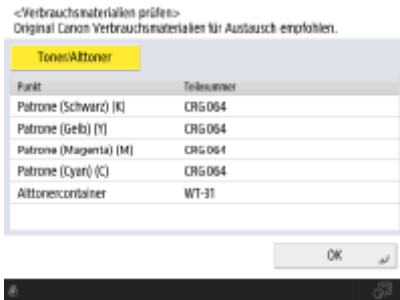 <Verbrauchsmaterialien prüfen>
Original Canon Verbrauchsmaterialien für Austausch empfohlen.
Toner/Alttoner
Punkt Teilenummer
Patrone (Schwarz) (K) CRG 064
Patrone (Gelb) (Y) CRG 064
Patrone (Magenta) (M) CRG 064
Patrone (Cyan) (C) CRG 064
Alttonercontainer WT-31
OK